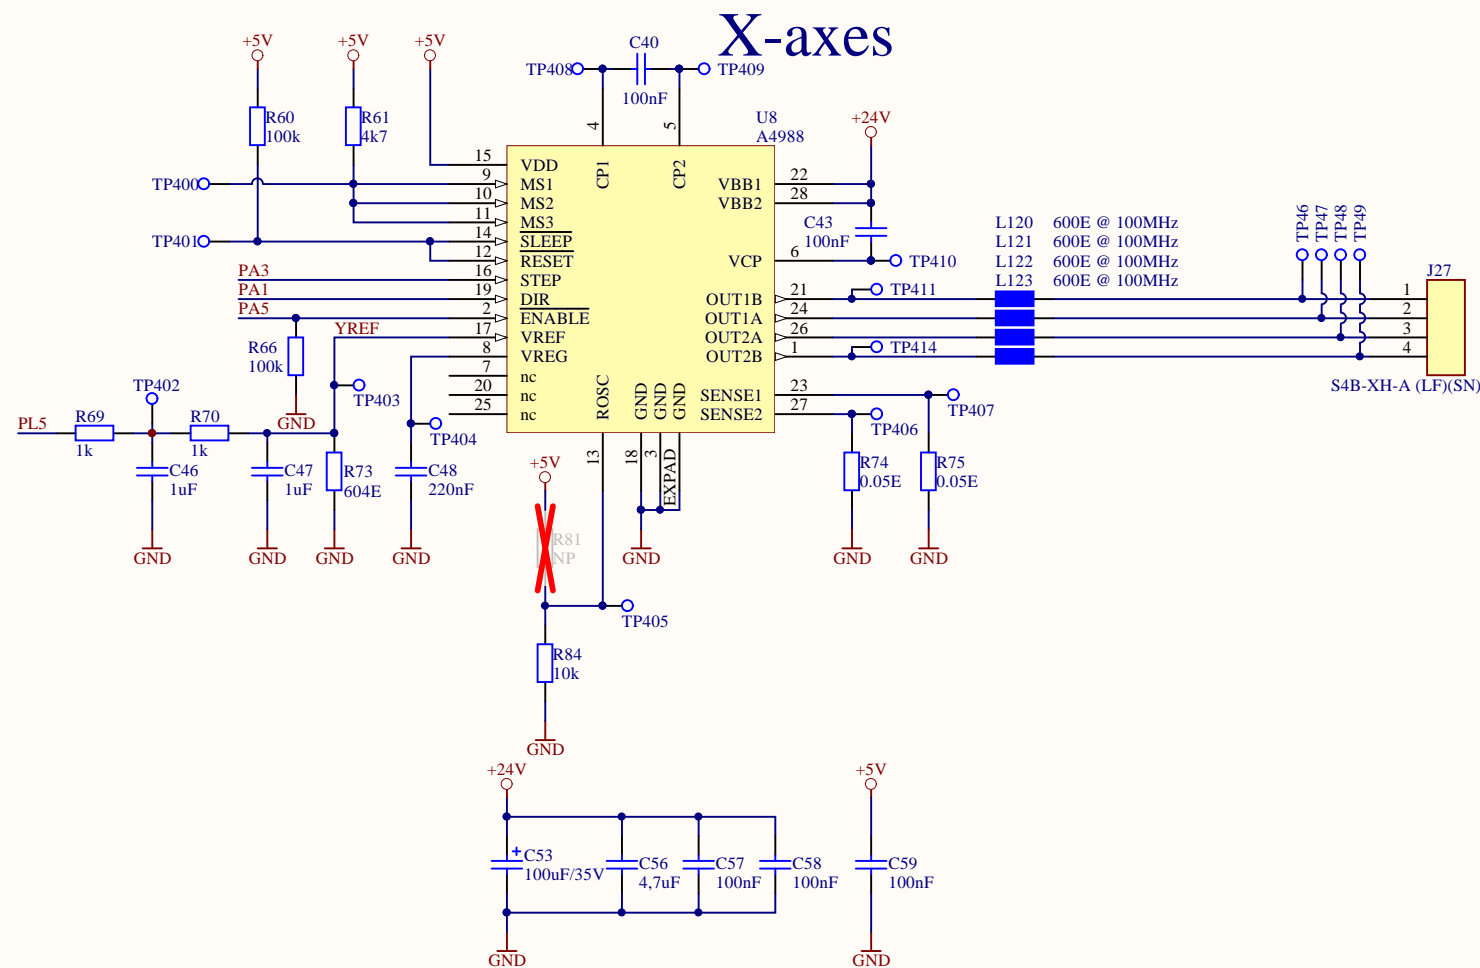 X-axes
+5V
+5V
+5V
C40
TP408
TP409
100nF
R60
100k
R61
4k7
4
5
U8
A4988
+24V
15
VDD
CP1
CP2
TP400
9
MS1
10
MS2
11
MS3
TP401
14
SLEEP
12
RESET
PA3
16
STEP
PA1
19
DIR
PA5
2
ENABLE
YREF
17
VREF
8
VREG
7
nc
20
nc
25
nc
VBB1
22
VBB2
28
C43
100nF
VCP
6
TP410
OUT1B
21
TP411
OUT1A
24
OUT2A
26
OUT2B
1
TP414
SENSE1
23
TP407
SENSE2
27
TP406
ROSC
GND
GND
GND
13
18
3
EXPAD
L120 600E @ 100MHz
L121 600E @ 100MHz
L122 600E @ 100MHz
L123 600E @ 100MHz
TP46
TP47
TP48
TP49
J27
1
2
3
4
S4B-XH-A (LF)(SN)
R66
100k
GND
TP402
TP403
TP404
PL5
R69
1k
R70
1k
C46
1uF
C47
1uF
R73
604E
C48
220nF
GND
GND
GND
GND
+5V
R81
NP
GND
R74
0.05E
R75
0.05E
GND
GND
TP405
R84
10k
GND
+24V
+5V
C53
+
100uF/35V
C56
4,7uF
C57
100nF
C58
100nF
C59
100nF
GND
GND